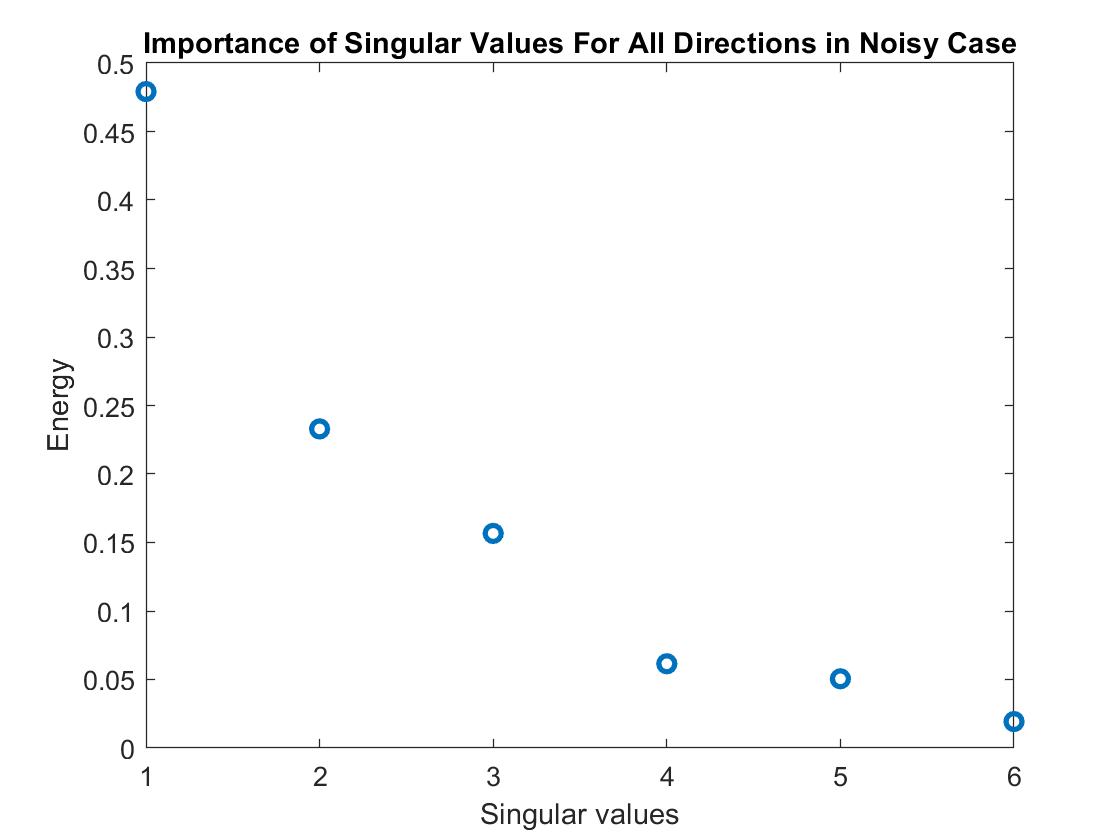 Importance of Singular Values For All Directions in Noisy Case
0.5
0.45
0.4
0.35
0.3
0.25
0.2
0.15
0.1
0.05
0
Energy
1 2 3 4 5 6
Singular values